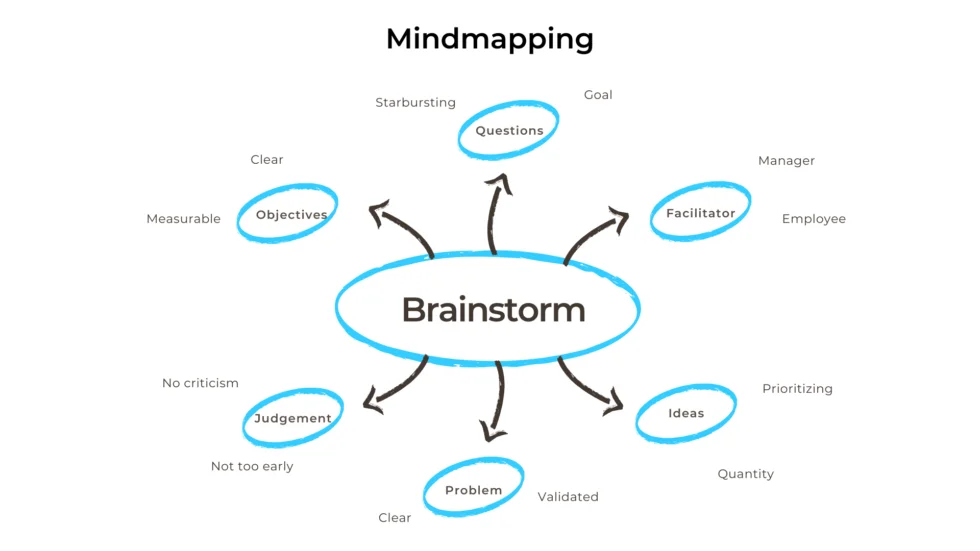 Mindmapping
Starbursting
Goal
Questions
Clear
Manager
Measurable
Objectives
Facilitator
Employee
Brainstorm
No criticism
Judgement
Not too early
Prioritizing
Ideas
Quantity
Problem
Validated
Clear